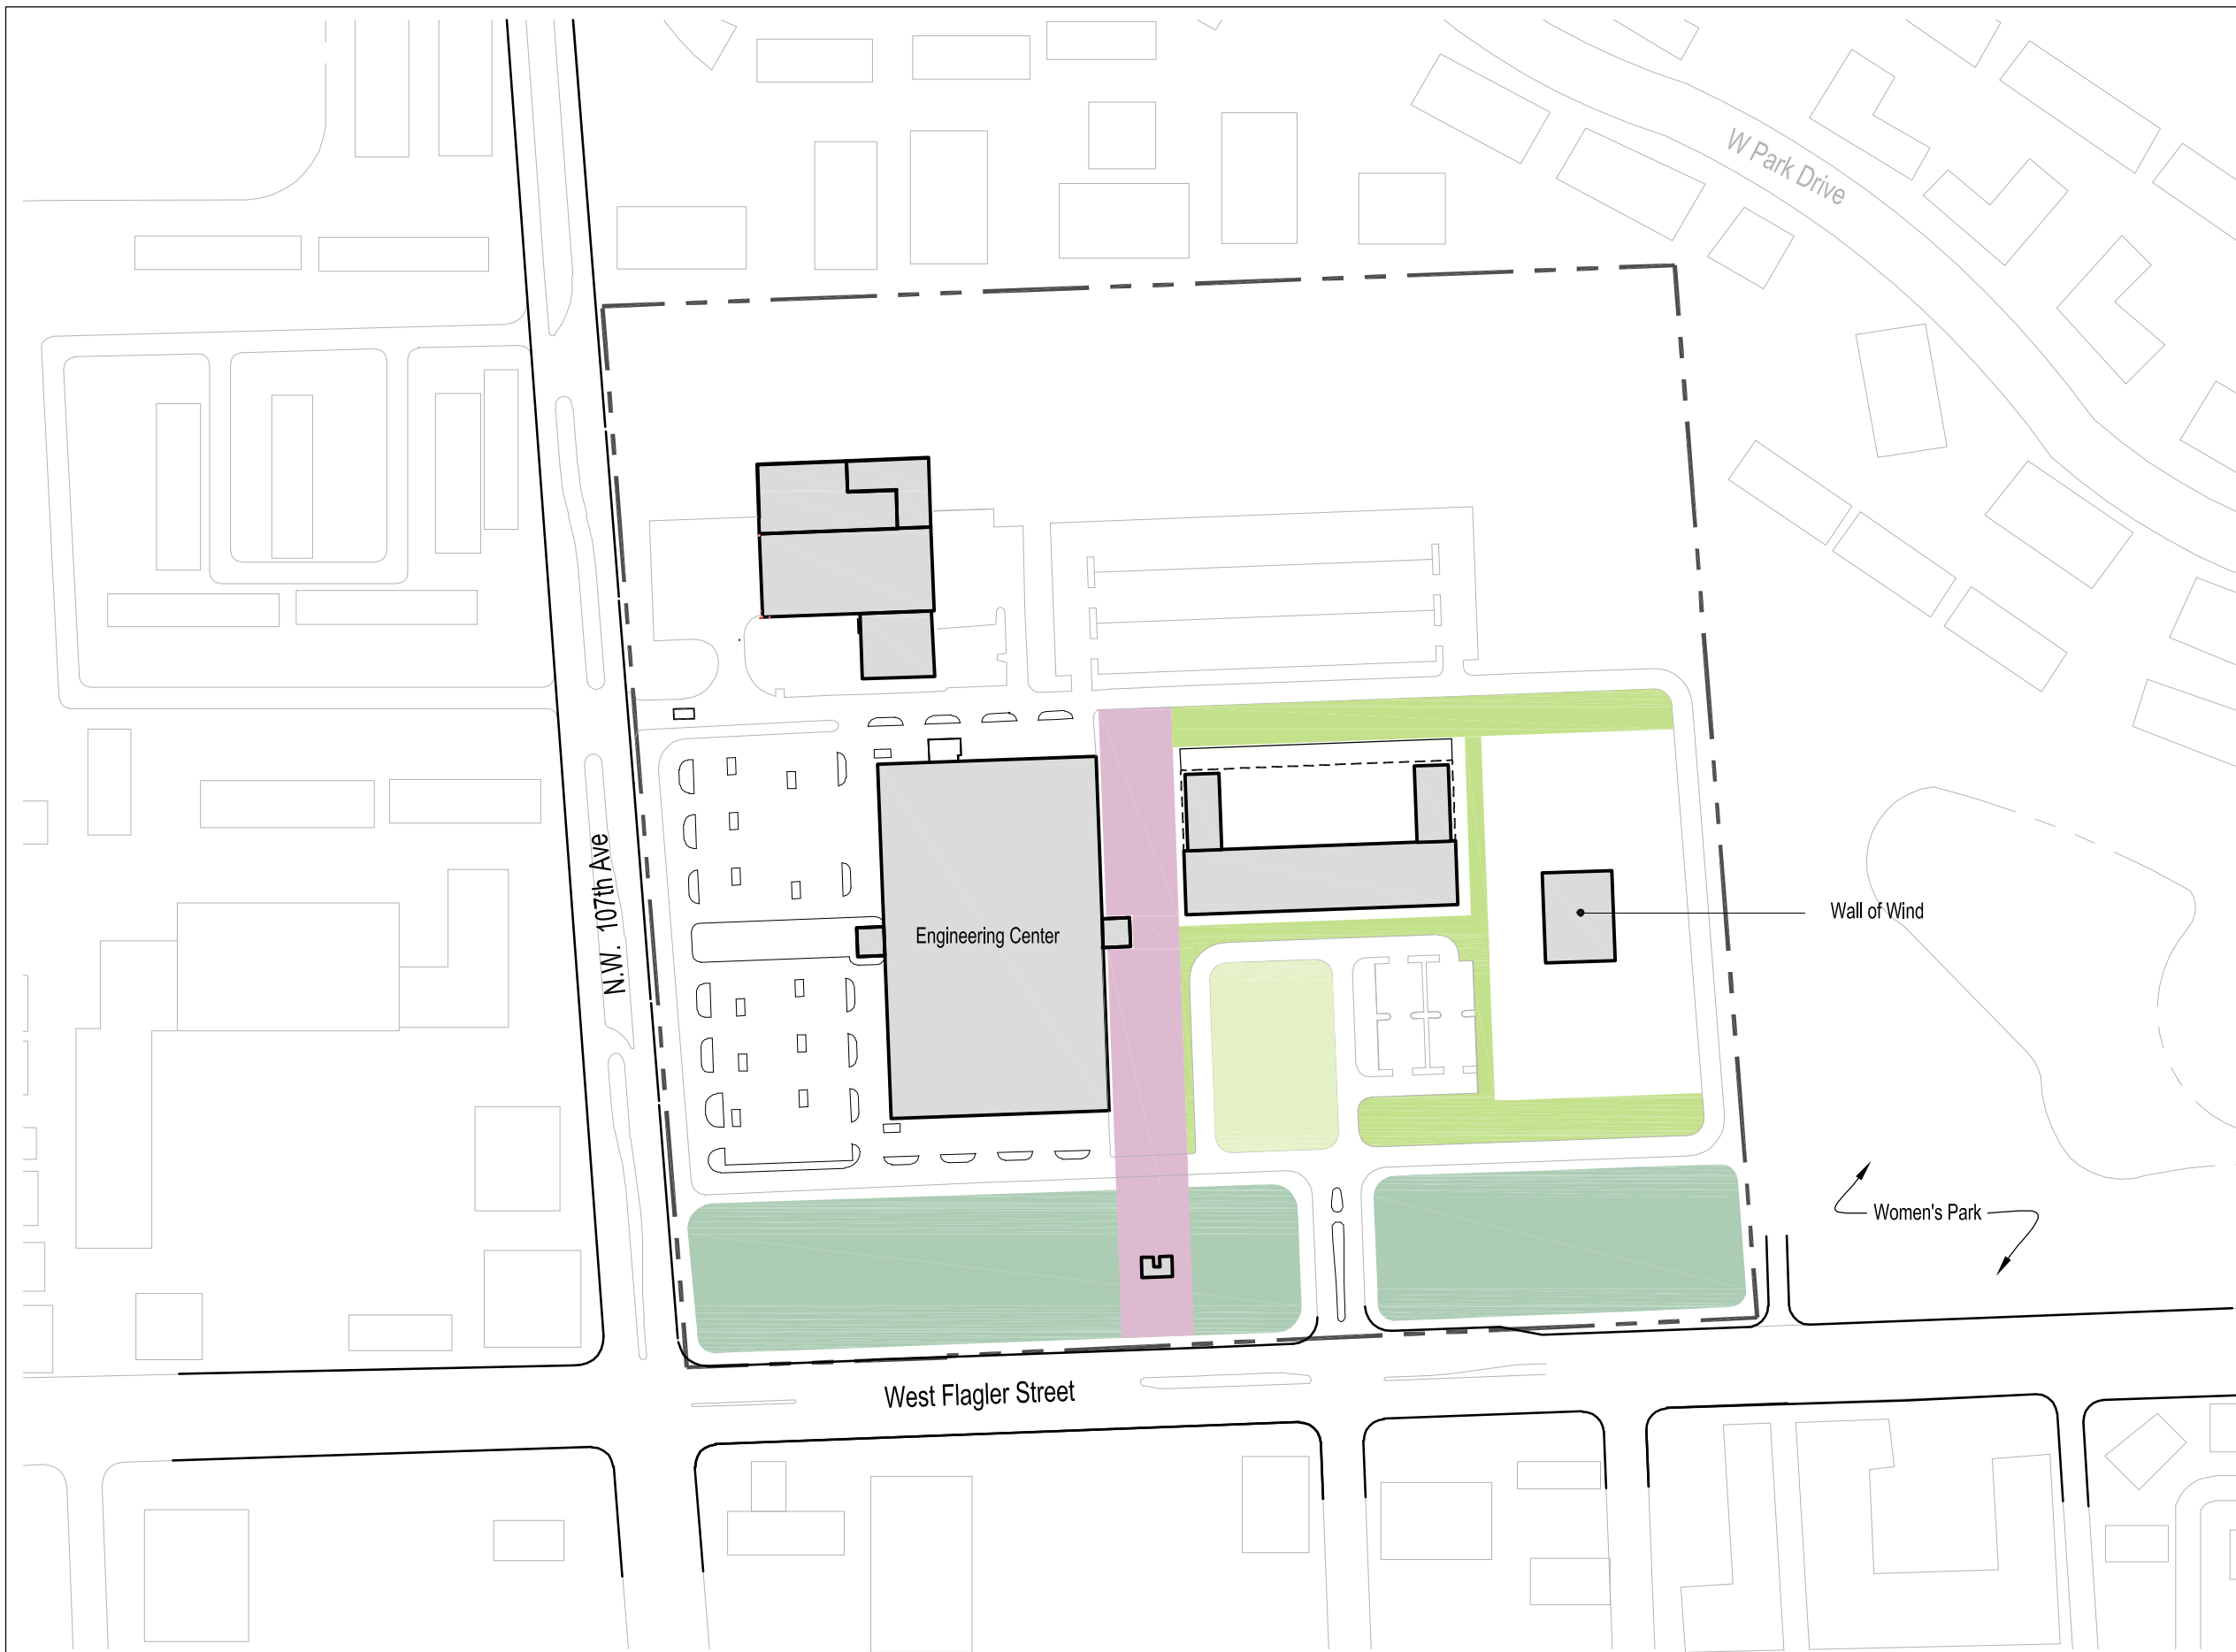 W Park Drive
N.W. 107th Ave
Engineering Center
Wall of Wind
Women's Park
West Flagler Street